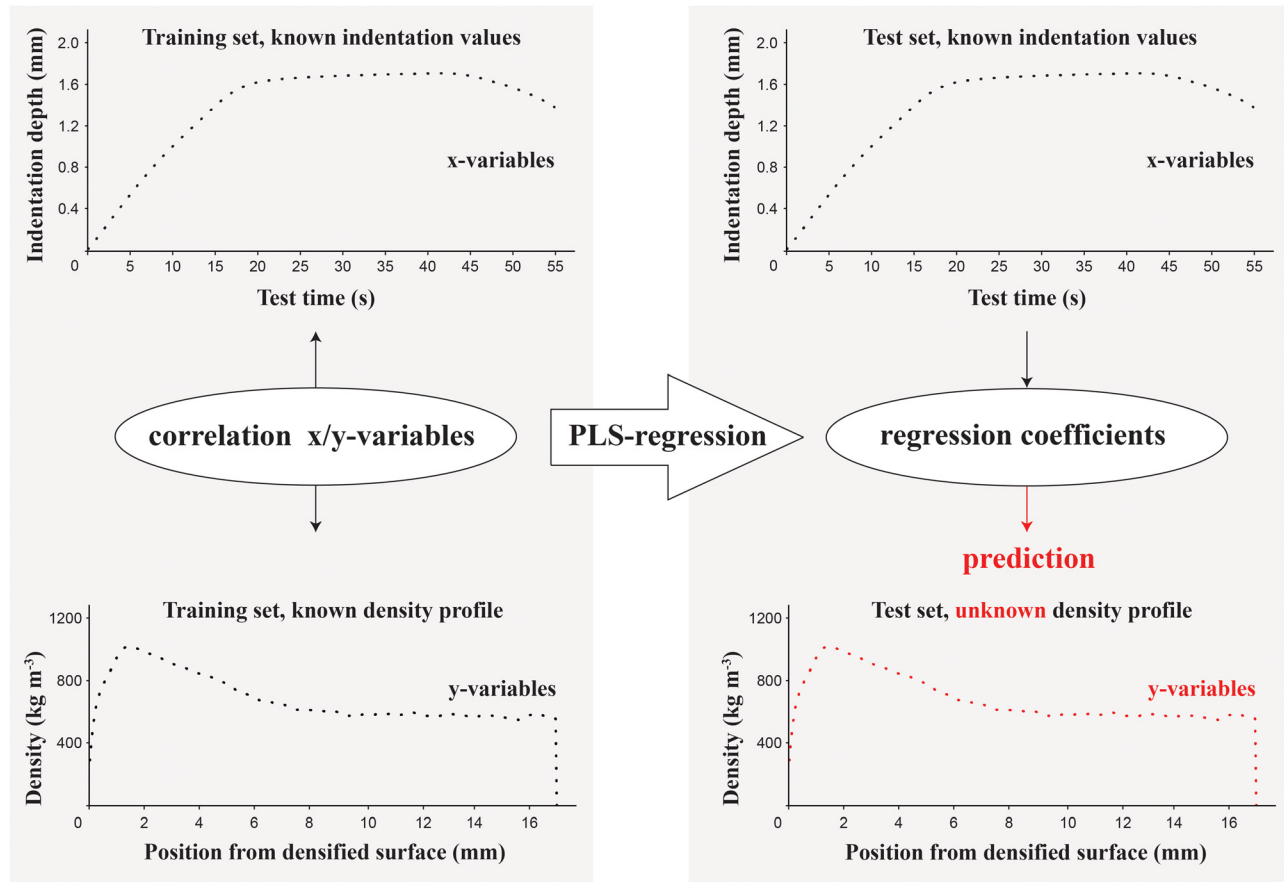 Training set, known indentation values
Indentation depth (mm)
2.0
1.6
1.2
0.8
0.4
0
x-variables
5 10 15 20 25 30 35 40 45 50 55
Test time (s)
correlation x/y-variables
Training set, known density profile
Density (kg m⁻³)
1200
800
400
y-variables
0 2 4 6 8 10 12 14 16
Position from densified surface (mm)
PLS-regression
Test set, known indentation values
Indentation depth (mm)
2.0
1.6
1.2
0.8
0.4
0
x-variables
5 10 15 20 25 30 35 40 45 50 55
Test time (s)
regression coefficients
prediction
Test set, unknown density profile
Density (kg m⁻³)
1200
800
400
y-variables
0 2 4 6 8 10 12 14 16
Position from densified surface (mm)